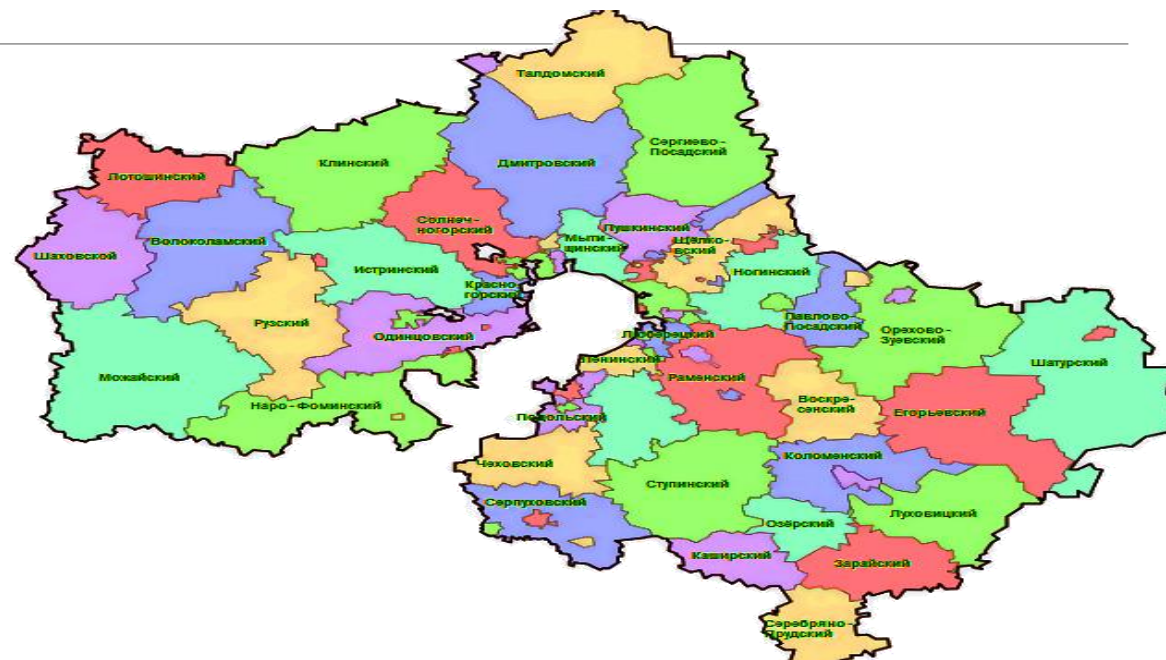 Талдомский
Сергиево-
Посадский
Клинский
Дмитровский
Лотошинский
Солнеч-
ногорский
Пушкинский
Мыти-
щинский
Щёлко-
вский
Волоколамский
Шаховской
Истринский
Ногинский
Красно-
горский
Рузский
Павлово-
Посадский
Орехово-
Зуевский
Одинцовский
Люберецкий
Ленинский
Шатурский
Можайский
Раменский
Наро-Фоминский
Воскре-
сенский
Егорьевский
Подольский
Чеховский
Коломенский
Ступинский
Серпуховский
Луховицкий
Озёрский
Каширский
Зарайский
Серебряно-
Прудский